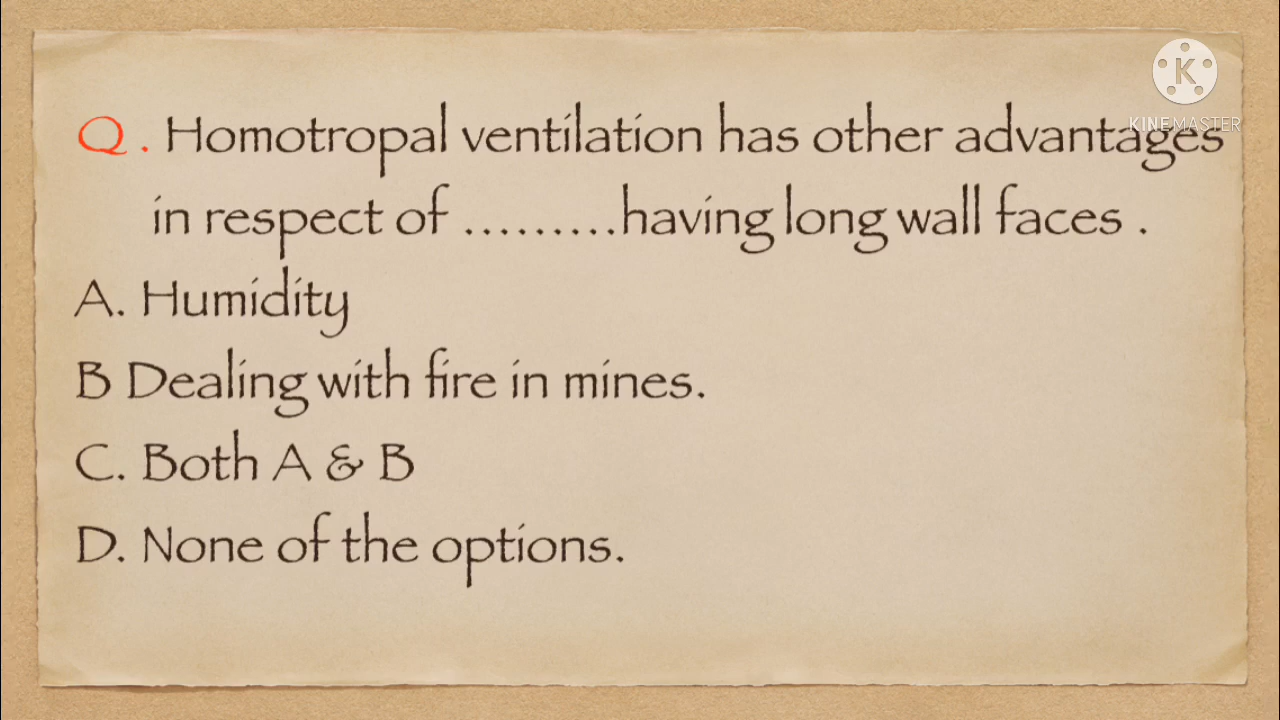 Q . Homotropal ventilation has other advantages
in respect of .........having long wall faces .
A. Humidity
B Dealing with fire in mines.
C. Both A & B
D. None of the options.
K
KINEMASTER